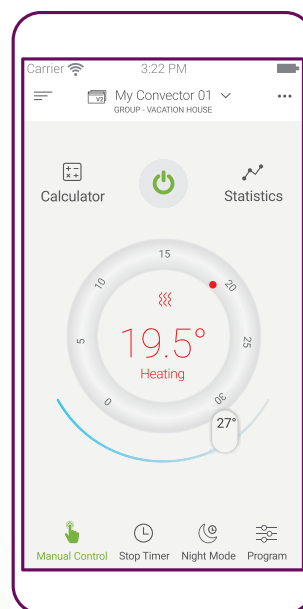 Carrier 3:22 PM
V2 My Convector 01
GROUP - VACATION HOUSE
Calculator Statistics
15
10 20
5 25
19.5°
Heating
0 30
27°
Manual Control Stop Timer Night Mode Program